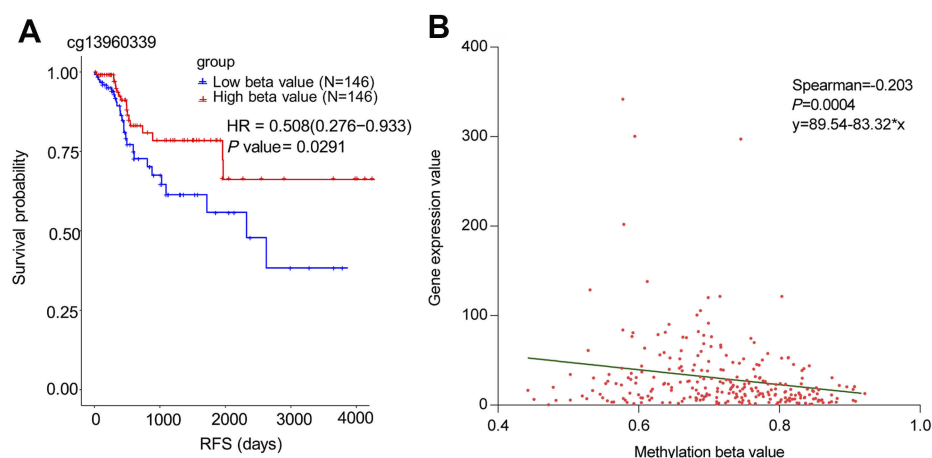 A
cg13960339
group
Low beta value (N=146)
High beta value (N=146)
HR = 0.508(0.276−0.933)
P value = 0.0291
Survival probability
1.00
0.75
0.50
0.25
0.00
0
1000
2000
3000
4000
RFS (days)
B
Gene expression value
400
300
200
100
0
Spearman=-0.203
P=0.0004
y=89.54-83.32*x
0.4
0.6
0.8
1.0
Methylation beta value